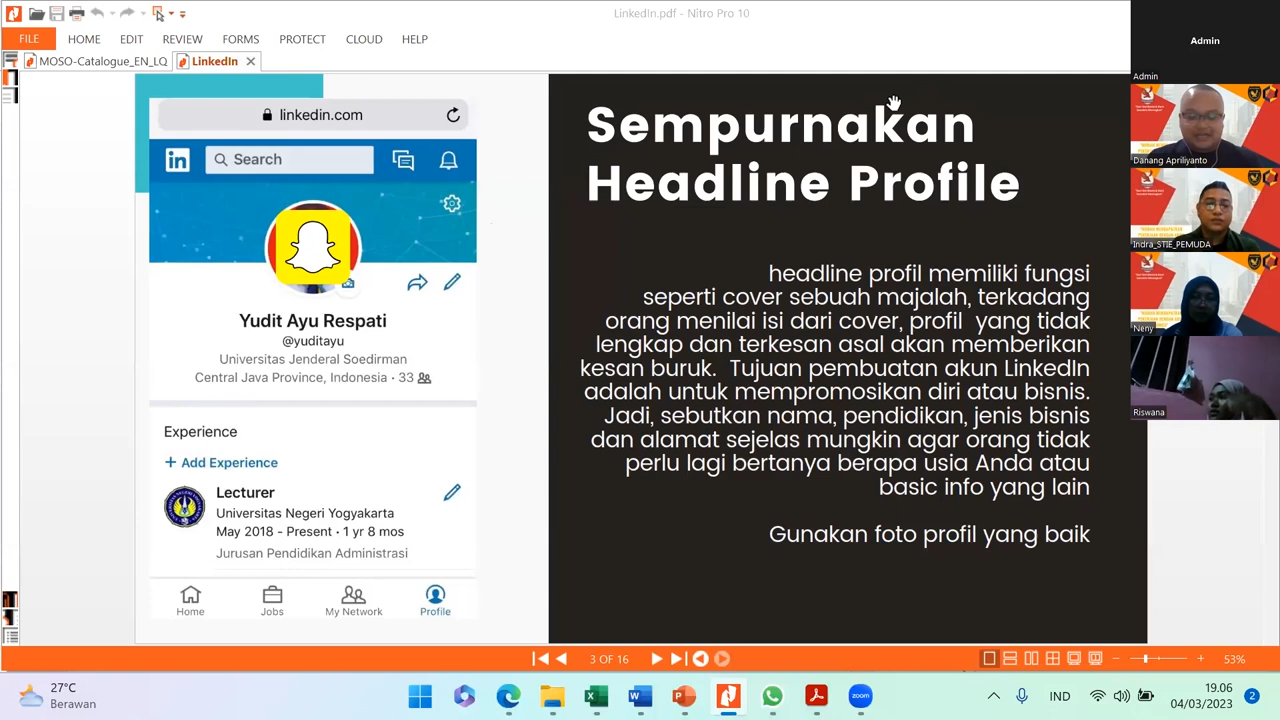 LinkedIn.pdf - Nitro Pro 10
FILE HOME EDIT REVIEW FORMS PROTECT CLOUD HELP
MOSO-Catalogue_EN_LQ LinkedIn
linkedin.com
in Search
Yudit Ayu Respati
@yuditayu
Universitas Jenderal Soedirman
Central Java Province, Indonesia · 33
Experience
+ Add Experience
Lecturer
Universitas Negeri Yogyakarta
May 2018 - Present · 1 yr 8 mos
Jurusan Pendidikan Administrasi
Home Jobs My Network Profile
Sempurnakan
Headline Profile
headline profil memiliki fungsi
seperti cover sebuah majalah, terkadang
orang menilai isi dari cover, profil yang tidak
lengkap dan terkesan asal akan memberikan
kesan buruk. Tujuan pembuatan akun LinkedIn
adalah untuk mempromosikan diri atau bisnis.
Jadi, sebutkan nama, pendidikan, jenis bisnis
dan alamat sejelas mungkin agar orang tidak
perlu lagi bertanya berapa usia Anda atau
basic info yang lain
Gunakan foto profil yang baik
Admin
Admin
Danang Apriliyanto
Indra_STIE_PEMUDA
Neny
Riswana
3 OF 16
53%
27°C
Berawan
zoom
IND
19.06
04/03/2023
2